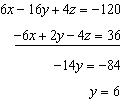 6x − 16y + 4z = −120
−6x + 2y − 4z = 36
−14y = −84
y = 6